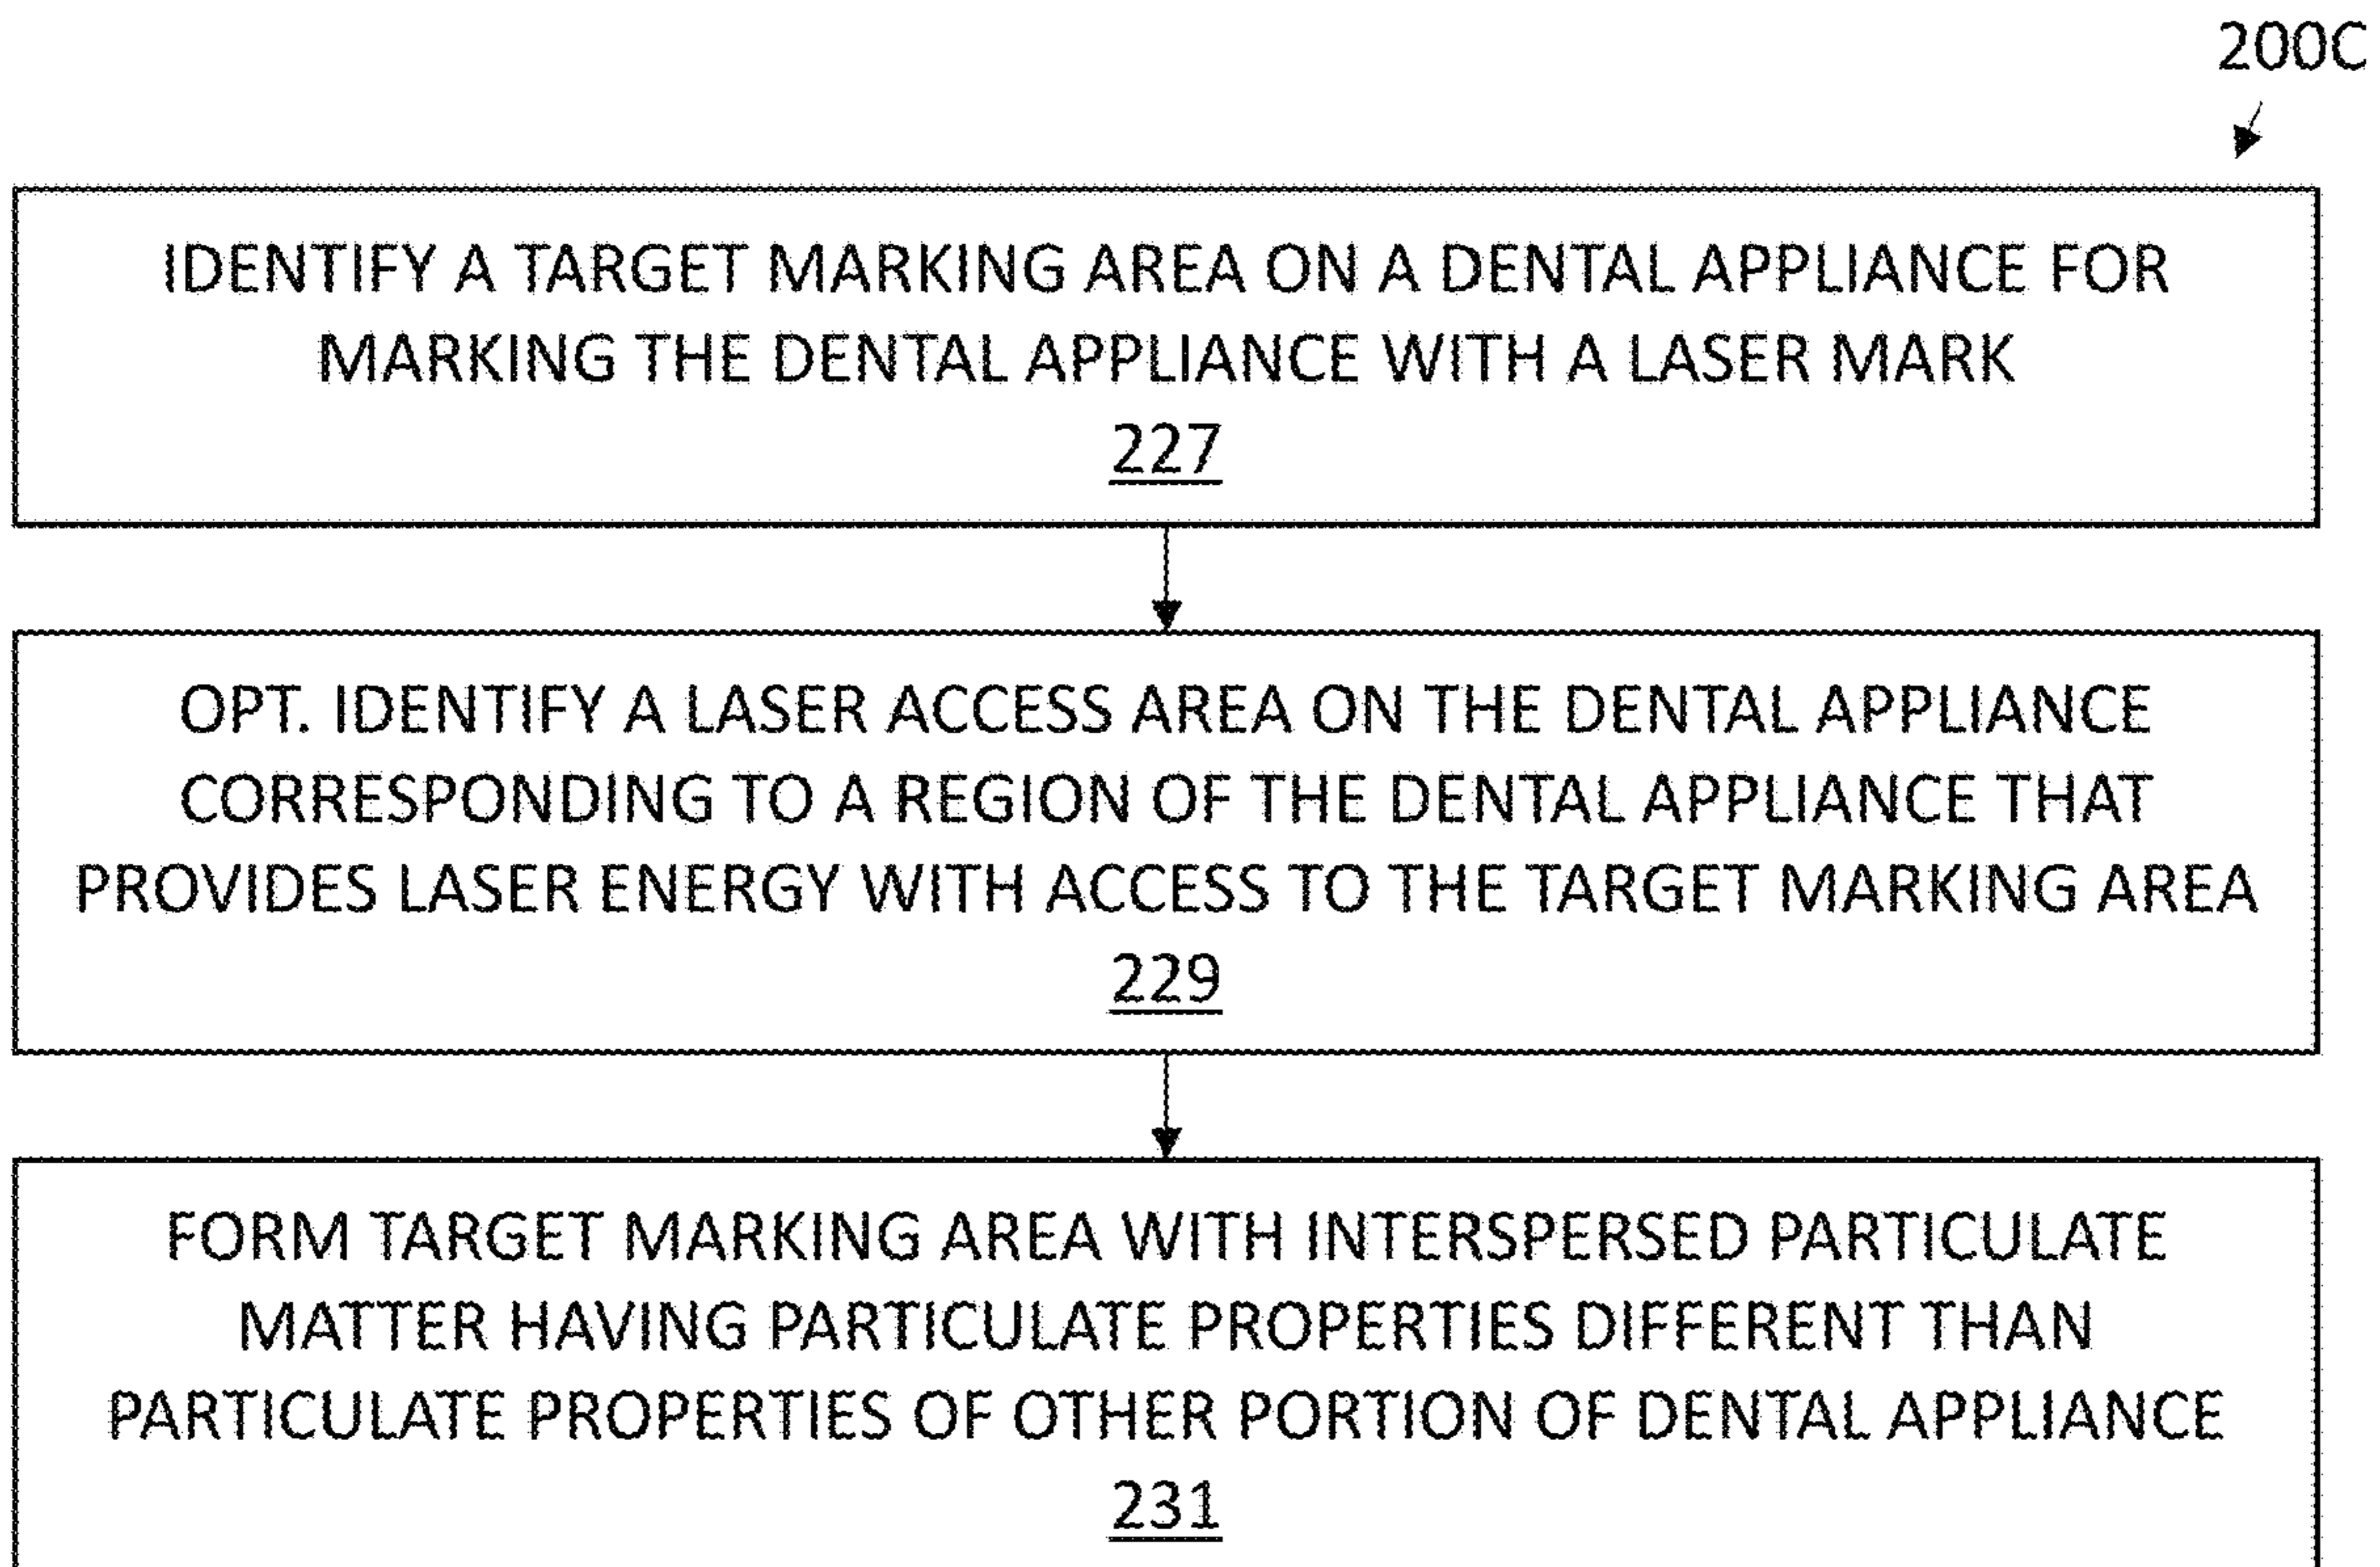 200C
IDENTIFY A TARGET MARKING AREA ON A DENTAL APPLIANCE FOR
MARKING THE DENTAL APPLIANCE WITH A LASER MARK
227
OPT. IDENTIFY A LASER ACCESS AREA ON THE DENTAL APPLIANCE
CORRESPONDING TO A REGION OF THE DENTAL APPLIANCE THAT
PROVIDES LASER ENERGY WITH ACCESS TO THE TARGET MARKING AREA
229
FORM TARGET MARKING AREA WITH INTERSPERSED PARTICULATE
MATTER HAVING PARTICULATE PROPERTIES DIFFERENT THAN
PARTICULATE PROPERTIES OF OTHER PORTION OF DENTAL APPLIANCE
231